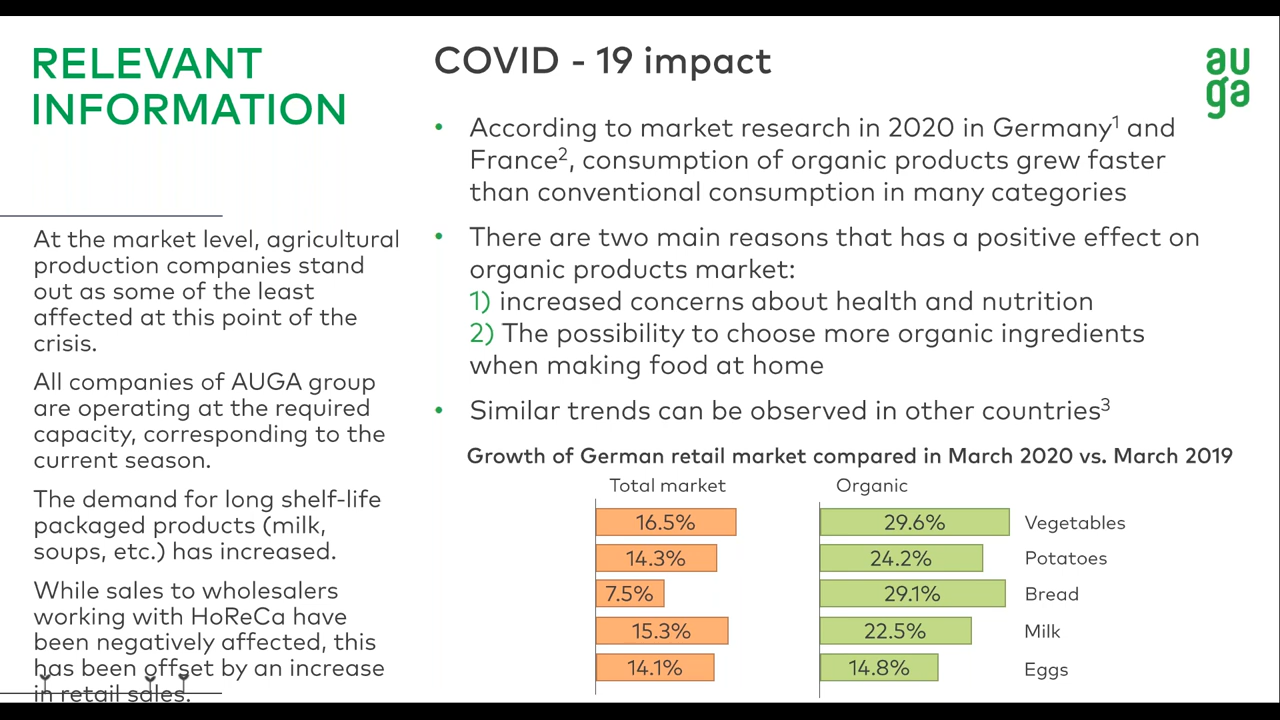 RELEVANT
INFORMATION
At the market level, agricultural
production companies stand
out as some of the least
affected at this point of the
crisis.
All companies of AUGA group
are operating at the required
capacity, corresponding to the
current season.
The demand for long shelf-life
packaged products (milk,
soups, etc.) has increased.
While sales to wholesalers
working with HoReCa have
been negatively affected, this
has been offset by an increase
in retail sales.
COVID - 19 impact
au
ga
• According to market research in 2020 in Germany¹ and
France², consumption of organic products grew faster
than conventional consumption in many categories
• There are two main reasons that has a positive effect on
organic products market:
1) increased concerns about health and nutrition
2) The possibility to choose more organic ingredients
when making food at home
• Similar trends can be observed in other countries³
Growth of German retail market compared in March 2020 vs. March 2019
Total market Organic
16.5% 29.6% Vegetables
14.3% 24.2% Potatoes
7.5% 29.1% Bread
15.3% 22.5% Milk
14.1% 14.8% Eggs